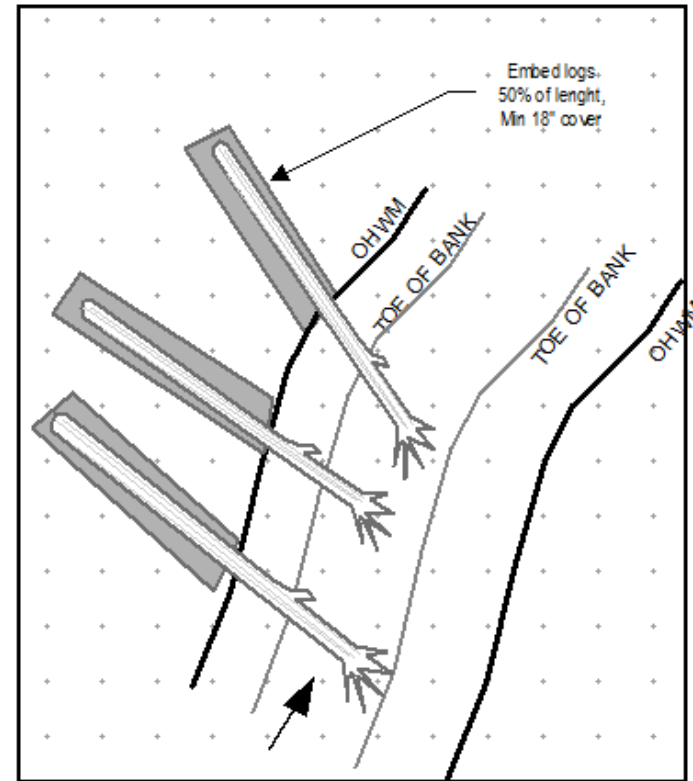 Embed logs
50% of lenght,
Min 18" cover
OHWM
TOE OF BANK
TOE OF BANK
OHWM